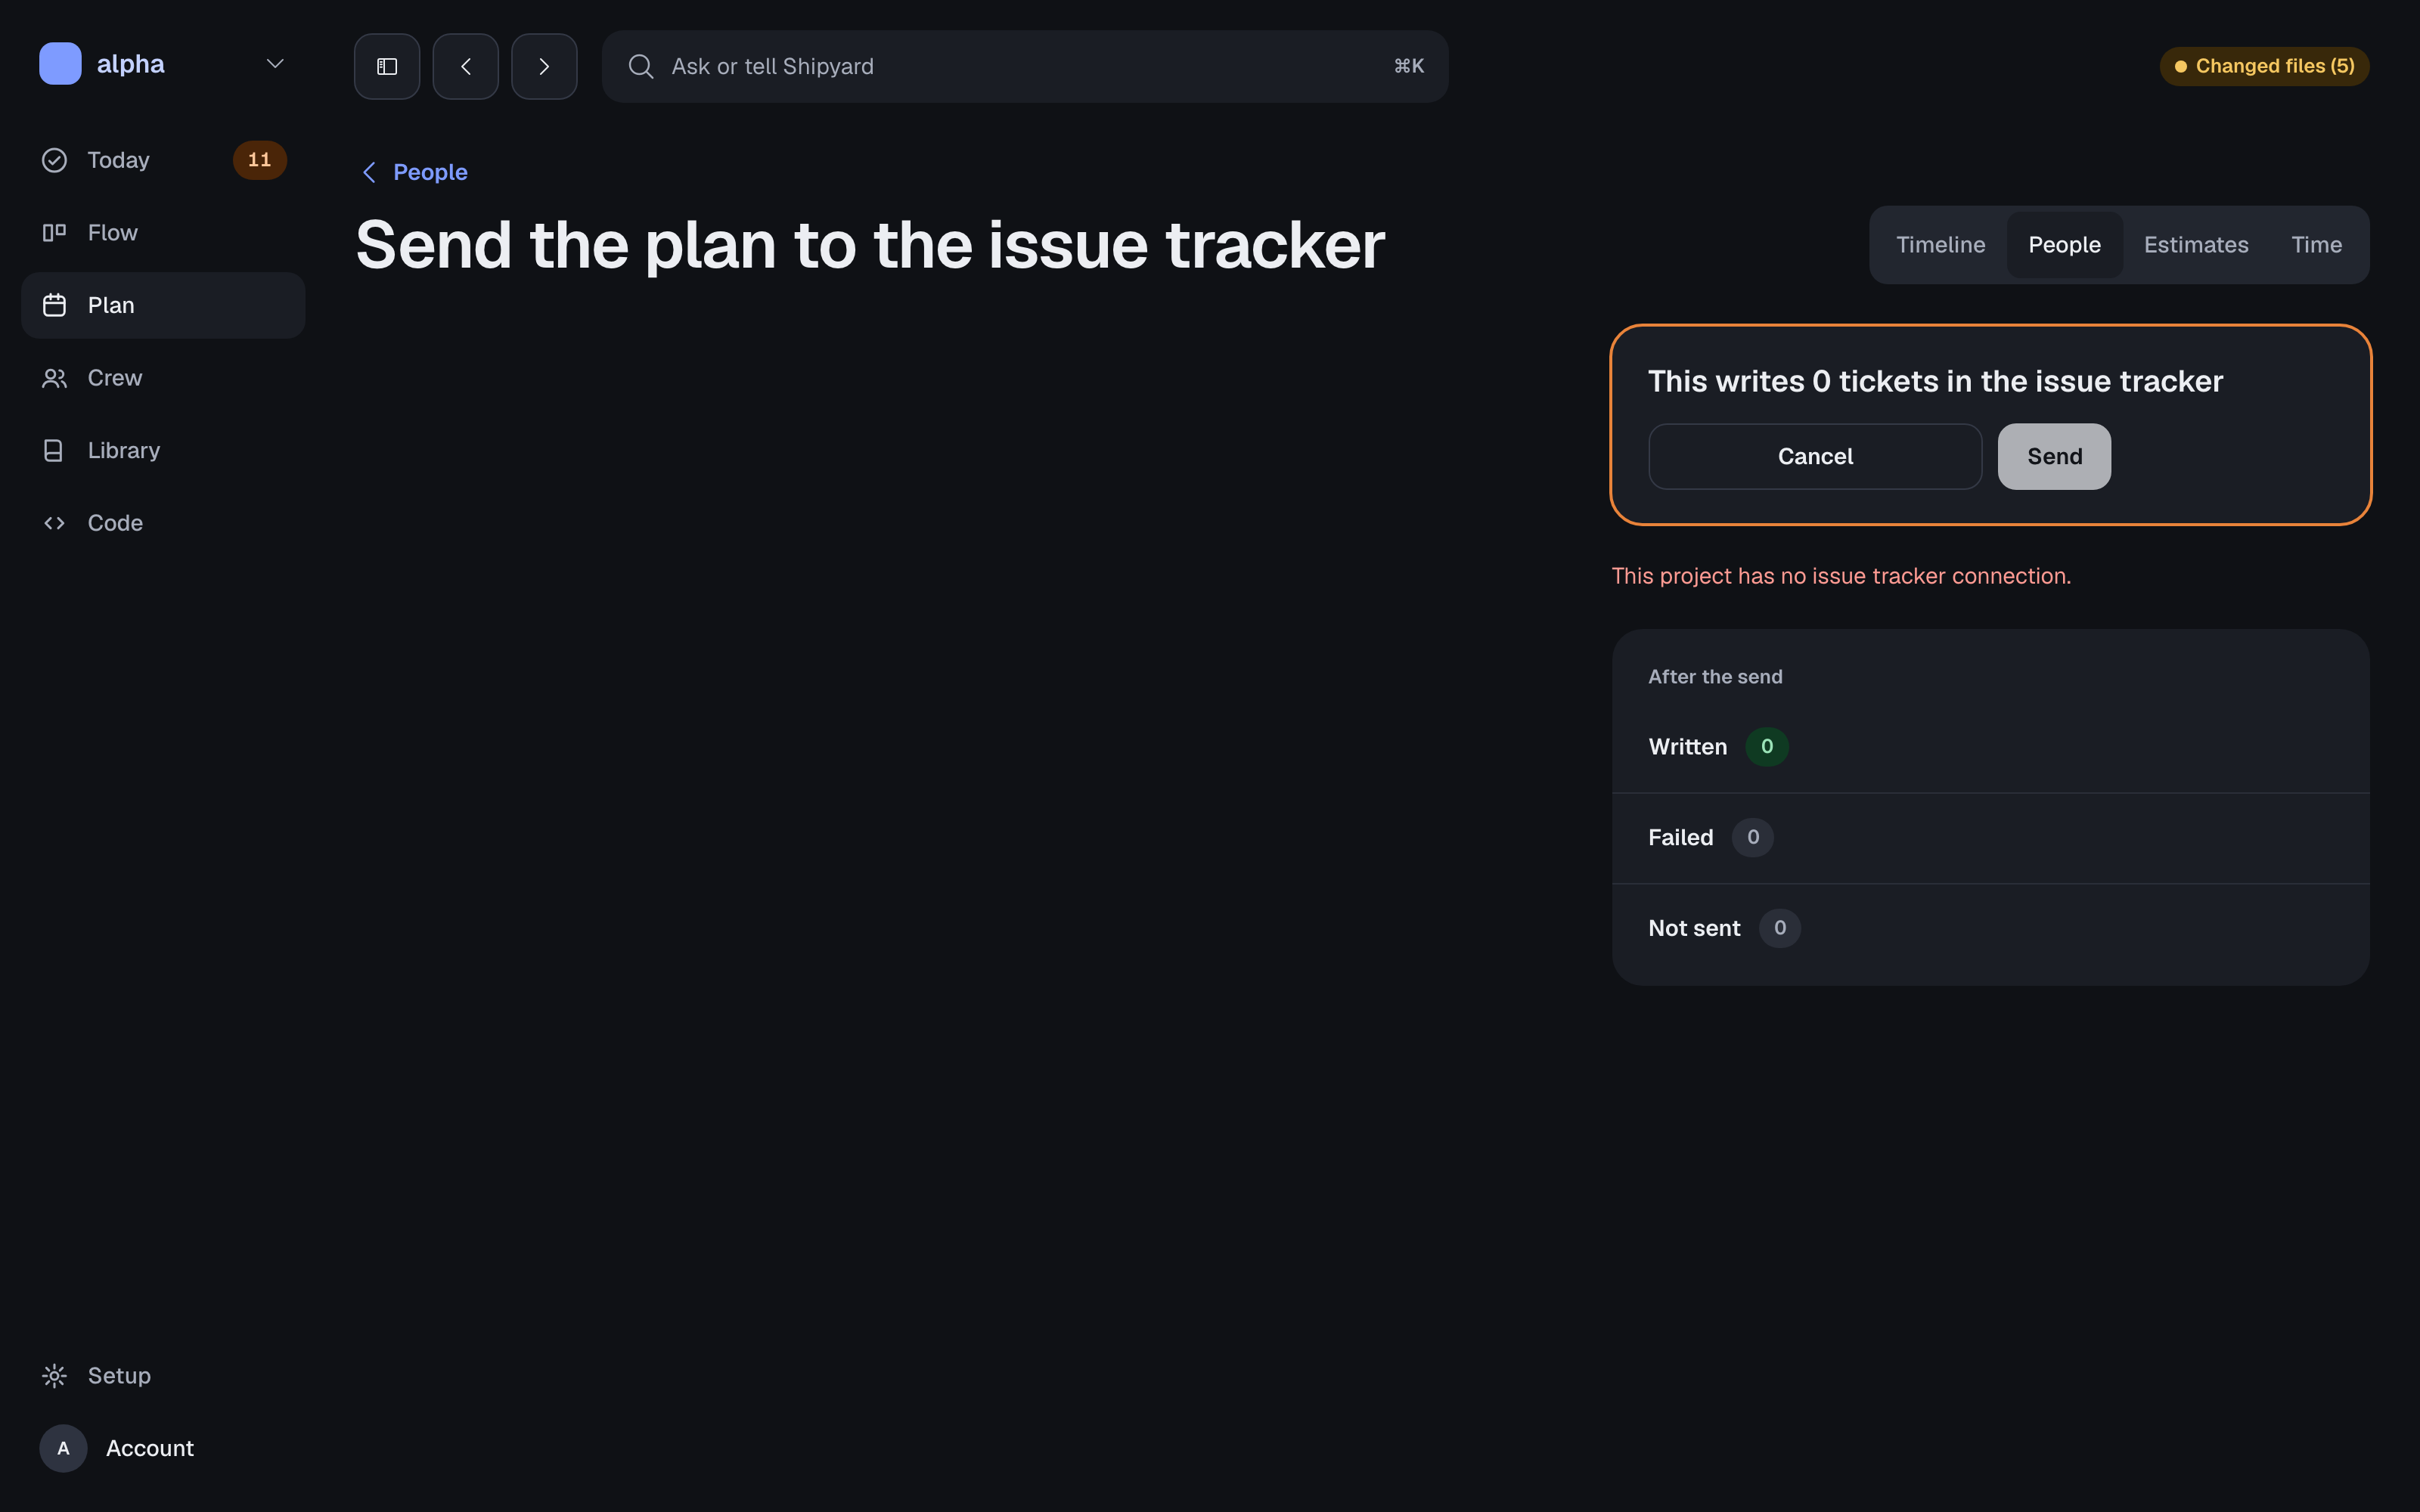 alpha
Ask or tell Shipyard ⌘K
Changed files (5)
Today 11
Flow
Plan
Crew
Library
Code
People
Send the plan to the issue tracker
Timeline People Estimates Time
This writes 0 tickets in the issue tracker
Cancel Send
This project has no issue tracker connection.
After the send
Written 0
Failed 0
Not sent 0
Setup
A Account